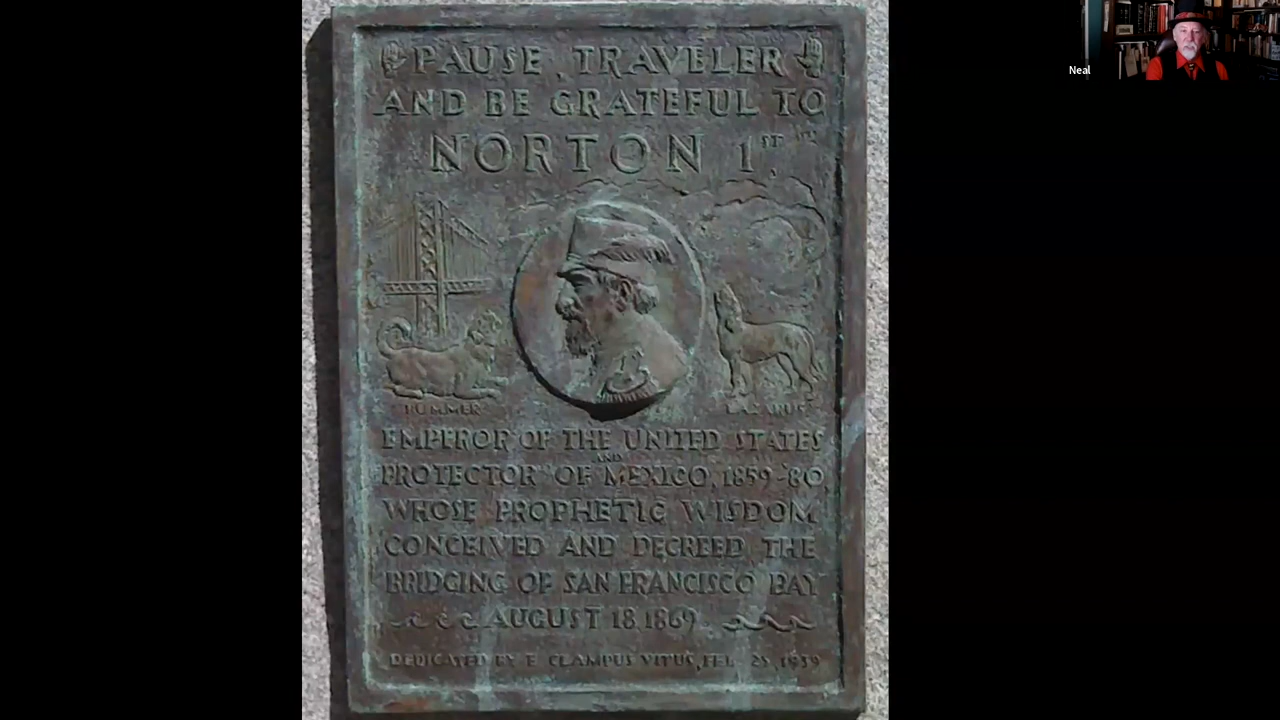 PAUSE, TRAVELER
AND BE GRATEFUL TO
NORTON 1ST,
BUMMER
LAZARUS
EMPEROR OF THE UNITED STATES
AND
PROTECTOR OF MEXICO, 1859-80,
WHOSE PROPHETIC WISDOM
CONCEIVED AND DECREED THE
BRIDGING OF SAN FRANCISCO BAY
AUGUST 18, 1869
DEDICATED BY E CLAMPUS VITUS, FEB. 25, 1939
Neal